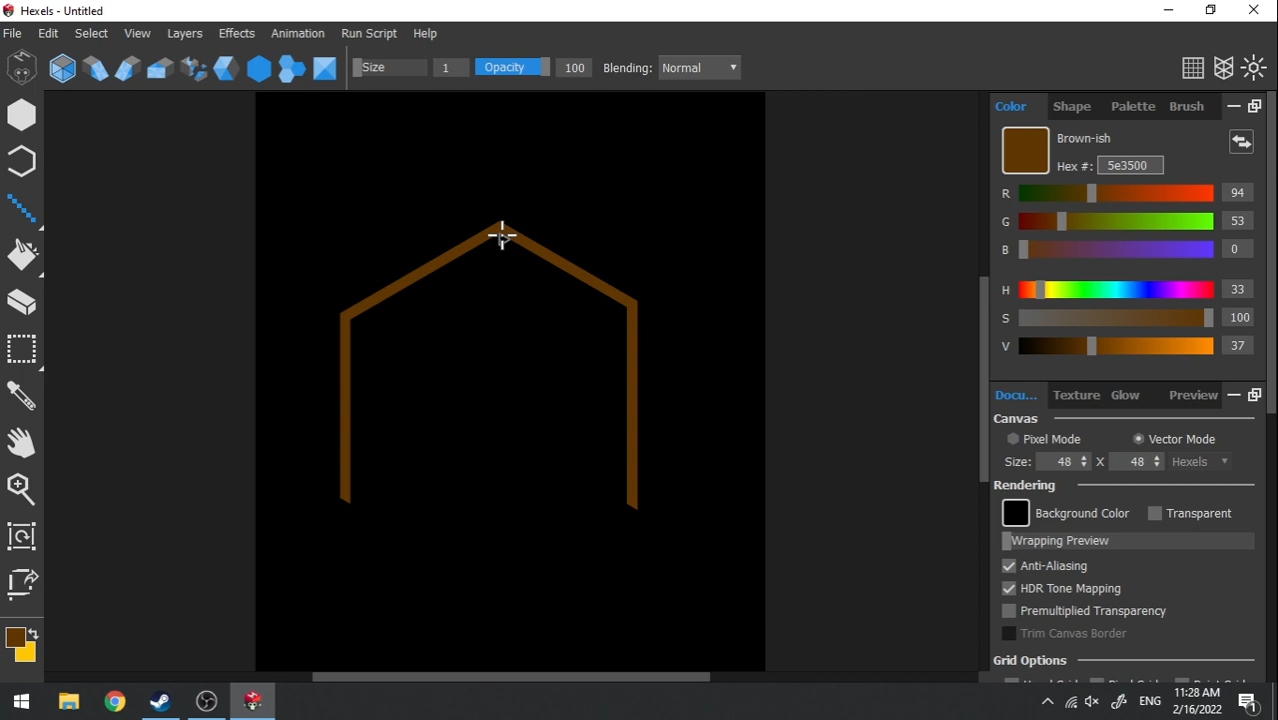 Hexels - Untitled
File Edit Select View Layers Effects Animation Run Script Help
Size 1 Opacity 100 Blending: Normal
Color Shape Palette Brush
Brown-ish
Hex #: 5e3500
R 94
G 53
B 0
H 33
S 100
V 37
Docu... Texture Glow Preview
Canvas
Pixel Mode Vector Mode
Size: 48 X 48 Hexels
Rendering
Background Color Transparent
Wrapping Preview
Anti-Aliasing
HDR Tone Mapping
Premultiplied Transparency
Trim Canvas Border
Grid Options
ENG 11:28 AM
2/16/2022
1